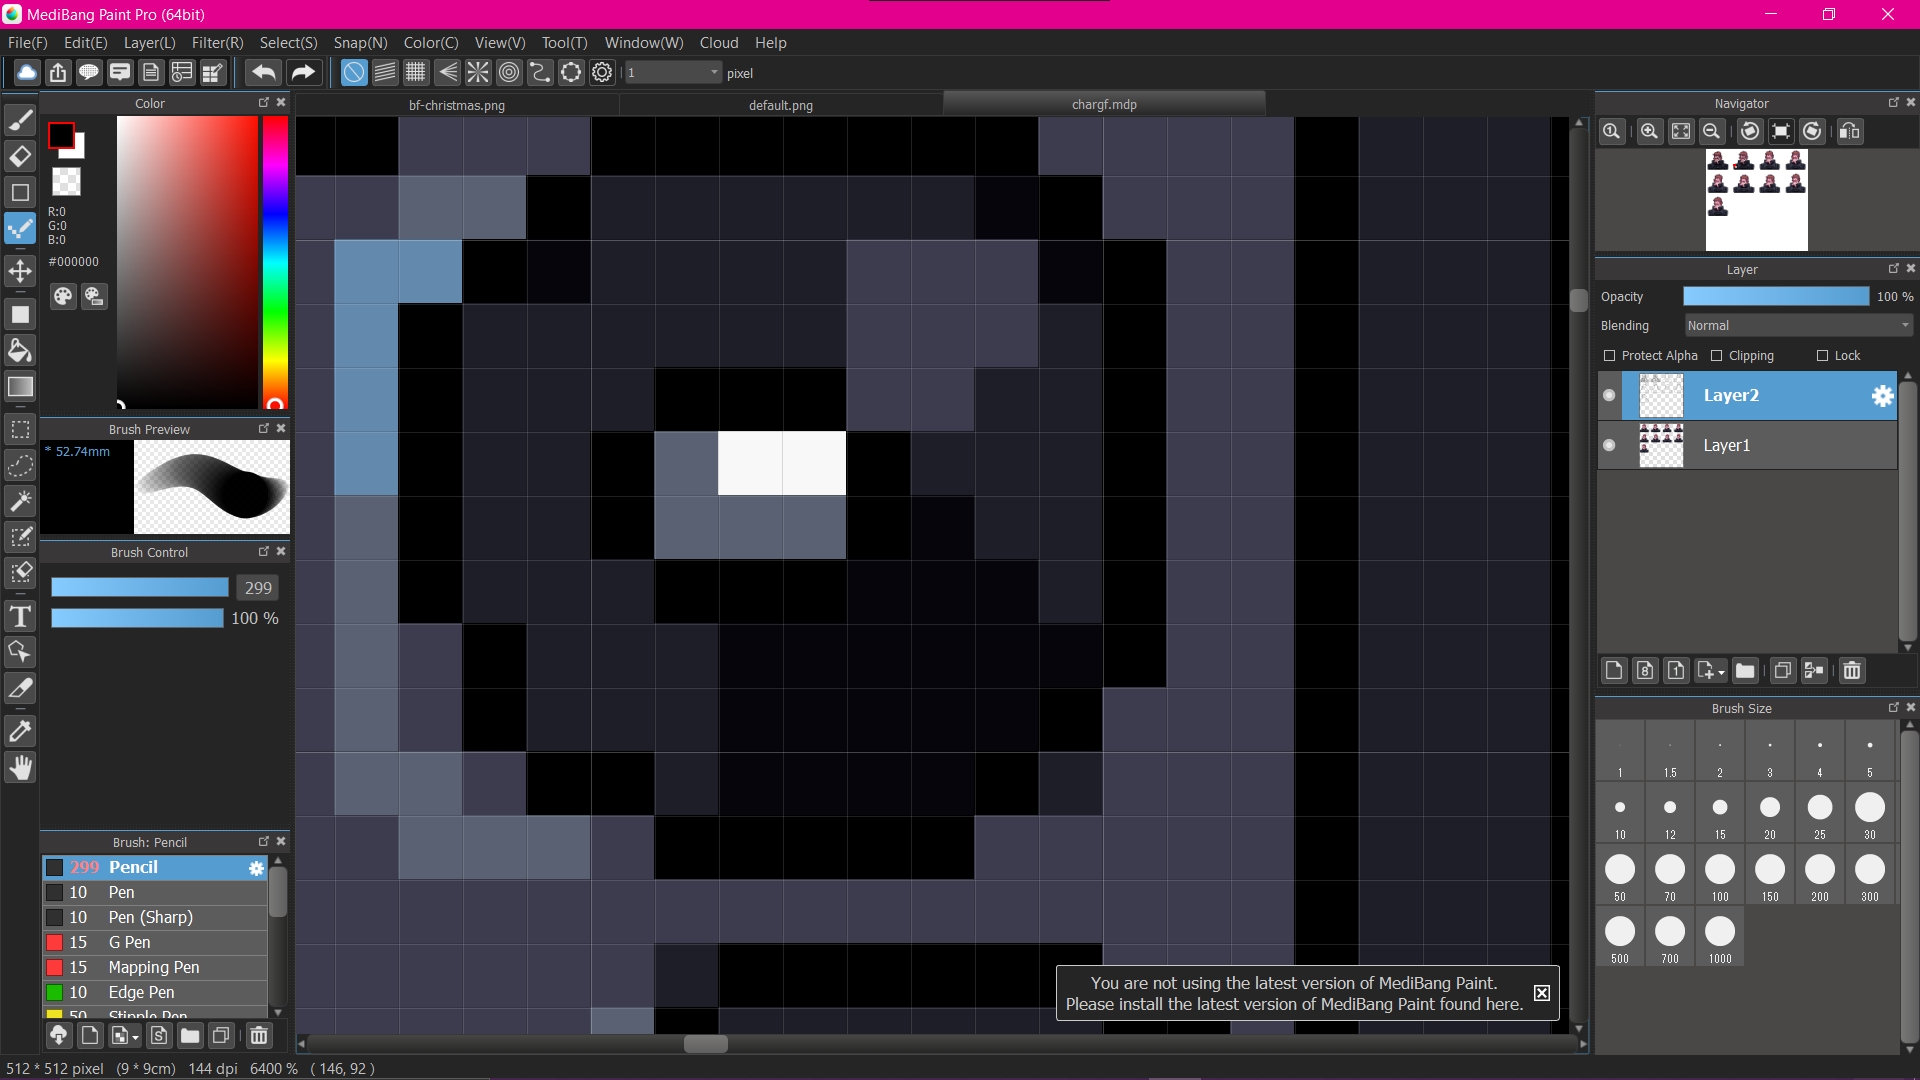 MediBang Paint Pro (64bit)
File(F) Edit(E) Layer(L) Filter(R) Select(S) Snap(N) Color(C) View(V) Tool(T) Window(W) Cloud Help
1 pixel
Color
bf-christmas.png default.png chargf.mdp
Navigator
1
R:0
G:0
B:0
#000000
Layer
Opacity 100 %
Blending Normal
Protect Alpha Clipping Lock
Layer2
Layer1
8 1
Brush Preview
* 52.74mm
Brush Control
299
100 %
T
Brush Size
1 1.5 2 3 4 5
10 12 15 20 25 30
50 70 100 150 200 300
500 700 1000
Brush: Pencil
299 Pencil
10 Pen
10 Pen (Sharp)
15 G Pen
15 Mapping Pen
10 Edge Pen
50 Stipple Pen
S
You are not using the latest version of MediBang Paint.
Please install the latest version of MediBang Paint found here.
512 * 512 pixel (9 * 9cm) 144 dpi 6400 % ( 146, 92 )